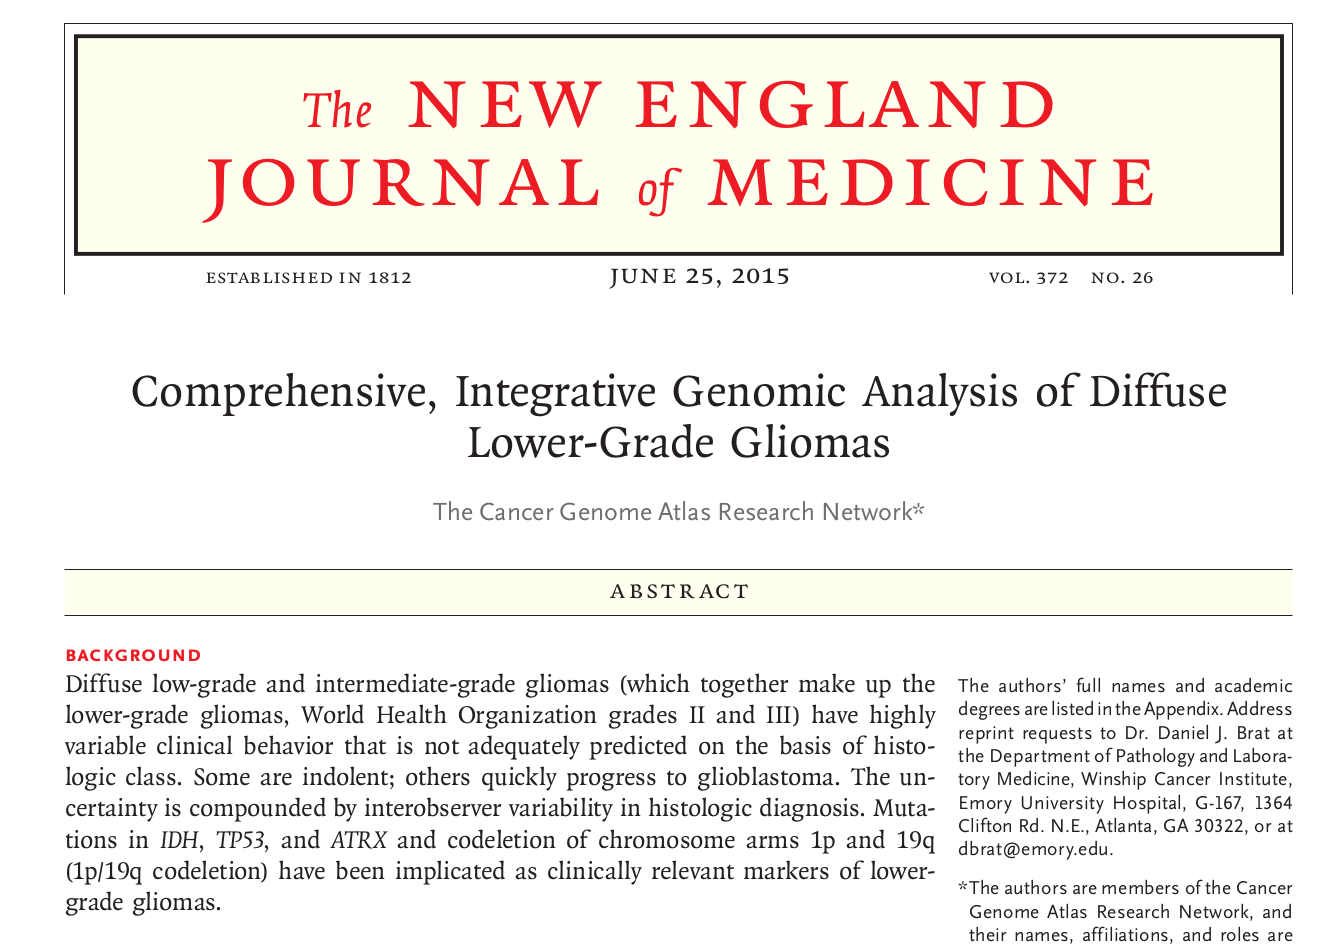 The NEW ENGLAND
JOURNAL of MEDICINE
ESTABLISHED IN 1812
JUNE 25, 2015
VOL. 372 NO. 26
Comprehensive, Integrative Genomic Analysis of Diffuse
Lower-Grade Gliomas
The Cancer Genome Atlas Research Network*
ABSTRACT
BACKGROUND
Diffuse low-grade and intermediate-grade gliomas (which together make up the
lower-grade gliomas, World Health Organization grades II and III) have highly
variable clinical behavior that is not adequately predicted on the basis of histo-
logic class. Some are indolent; others quickly progress to glioblastoma. The un-
certainty is compounded by interobserver variability in histologic diagnosis. Muta-
tions in IDH, TP53, and ATRX and codeletion of chromosome arms 1p and 19q
(1p/19q codeletion) have been implicated as clinically relevant markers of lower-
grade gliomas.
The authors’ full names and academic
degrees are listed in the Appendix. Address
reprint requests to Dr. Daniel J. Brat at
the Department of Pathology and Labora-
tory Medicine, Winship Cancer Institute,
Emory University Hospital, G-167, 1364
Clifton Rd. N.E., Atlanta, GA 30322, or at
dbrat@emory.edu.
*The authors are members of the Cancer
Genome Atlas Research Network, and
their names, affiliations, and roles are